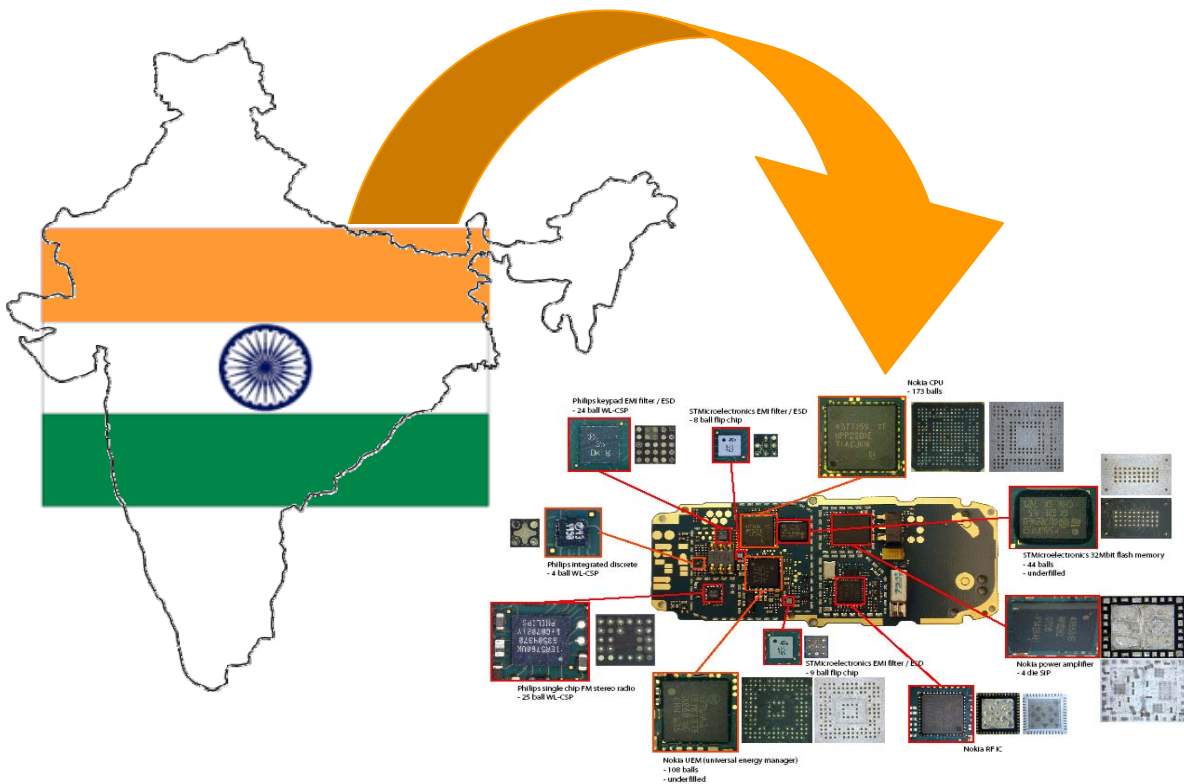 Nokia CPU
- 173 balls
Philips keypad EMI filter / ESD
- 24 ball WL-CSP
STMicroelectronics EMI filter / ESD
- 8 ball flip chip
STMicroelectronics 32Mbit flash memory
- 44 balls
- underfilled
Philips integrated discrete
- 4 ball WL-CSP
Nokia power amplifier
- 4 die SiP
STMicroelectronics EMI filter / ESD
- 9 ball flip chip
Philips single chip FM stereo radio
- 25 ball WL-CSP
Nokia RF IC
Nokia UEM (universal energy manager)
- 108 balls
- underfilled
PHILIPS